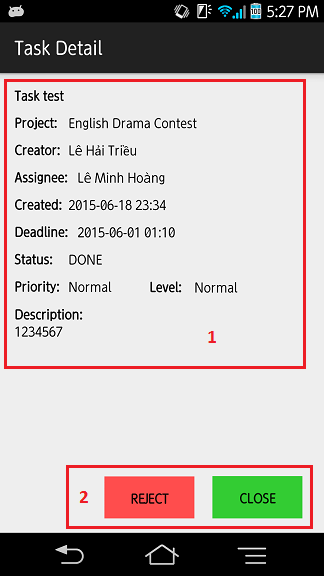 5:27 PM
Task Detail
Task test
Project: English Drama Contest
Creator: Lê Hải Triều
Assignee: Lê Minh Hoàng
Created: 2015-06-18 23:34
Deadline: 2015-06-01 01:10
Status: DONE
Priority: Normal Level: Normal
Description:
1234567
1
2 REJECT CLOSE